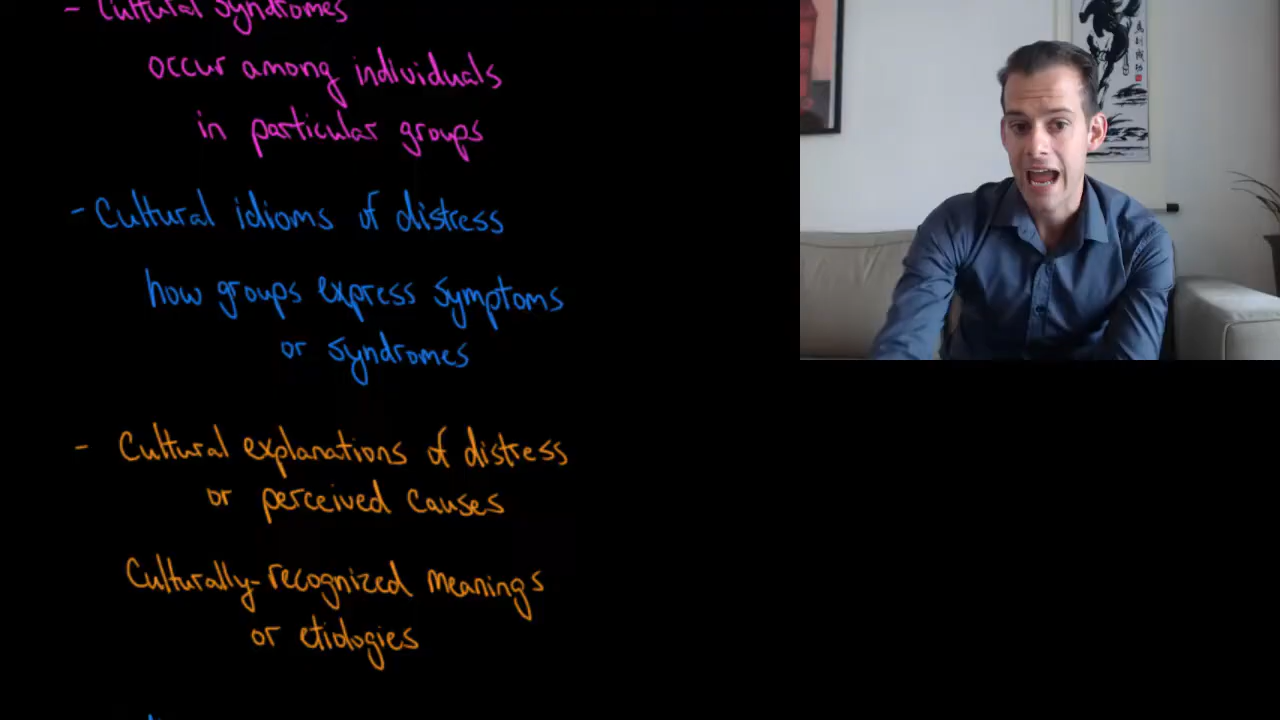 - Cultural syndromes
occur among individuals
in particular groups
- Cultural idioms of distress
how groups express symptoms
or syndromes
- Cultural explanations of distress
or perceived causes
Culturally-recognized meanings
or etiologies